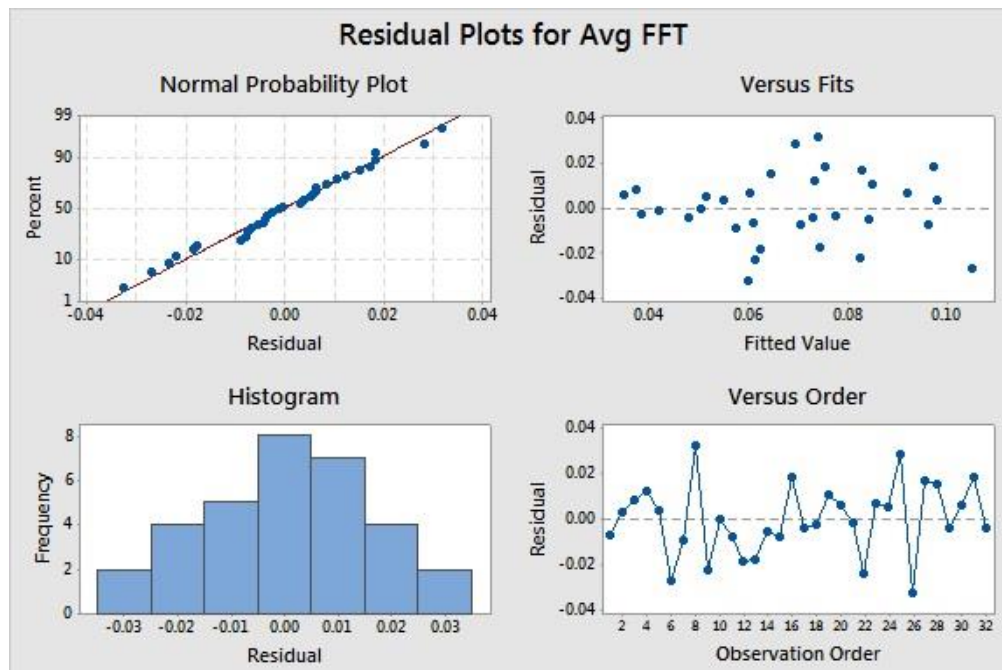 Residual Plots for Avg FFT
Normal Probability Plot
99
90
50
10
1
Percent
-0.04 -0.02 0.00 0.02 0.04
Residual
Versus Fits
0.04
0.02
0.00
-0.02
-0.04
Residual
0.04 0.06 0.08 0.10
Fitted Value
Histogram
8
6
4
2
0
Frequency
-0.03 -0.02 -0.01 0.00 0.01 0.02 0.03
Residual
Versus Order
0.04
0.02
0.00
-0.02
-0.04
Residual
2 4 6 8 10 12 14 16 18 20 22 24 26 28 30 32
Observation Order